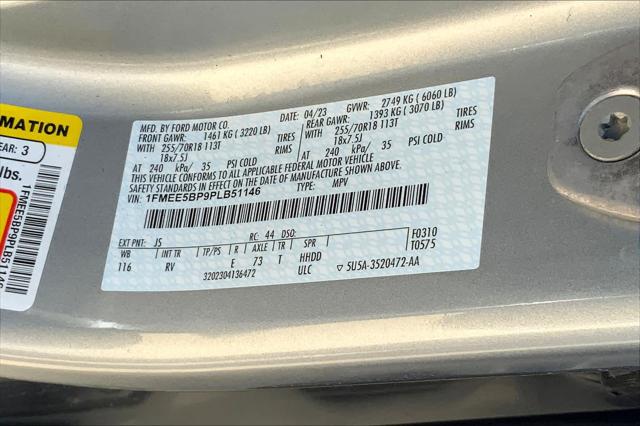 MATION
EAR: 3
lbs.
1FMEE5BP9PLB51146
MFD. BY FORD MOTOR CO.
DATE: 04/23 GVWR: 2749 KG ( 6060 LB)
FRONT GAWR: 1461 KG ( 3220 LB) REAR GAWR: 1393 KG ( 3070 LB)
WITH 255/70R18 113T TIRES WITH 255/70R18 113T TIRES
18x7.5J RIMS 18x7.5J RIMS
AT 240 kPa/ 35 PSI COLD AT 240 kPa/ 35 PSI COLD
THIS VEHICLE CONFORMS TO ALL APPLICABLE FEDERAL MOTOR VEHICLE
SAFETY STANDARDS IN EFFECT ON THE DATE OF MANUFACTURE SHOWN ABOVE.
VIN: 1FMEE5BP9PLB51146 TYPE: MPV
EXT PNT: J5 RC: 44 DSO: F0310
WB INT TR TP/PS R AXLE TR SPR T0575
116 RV E 73 T HHDD
3202304136472 ULC 5U5A-3520472-AA